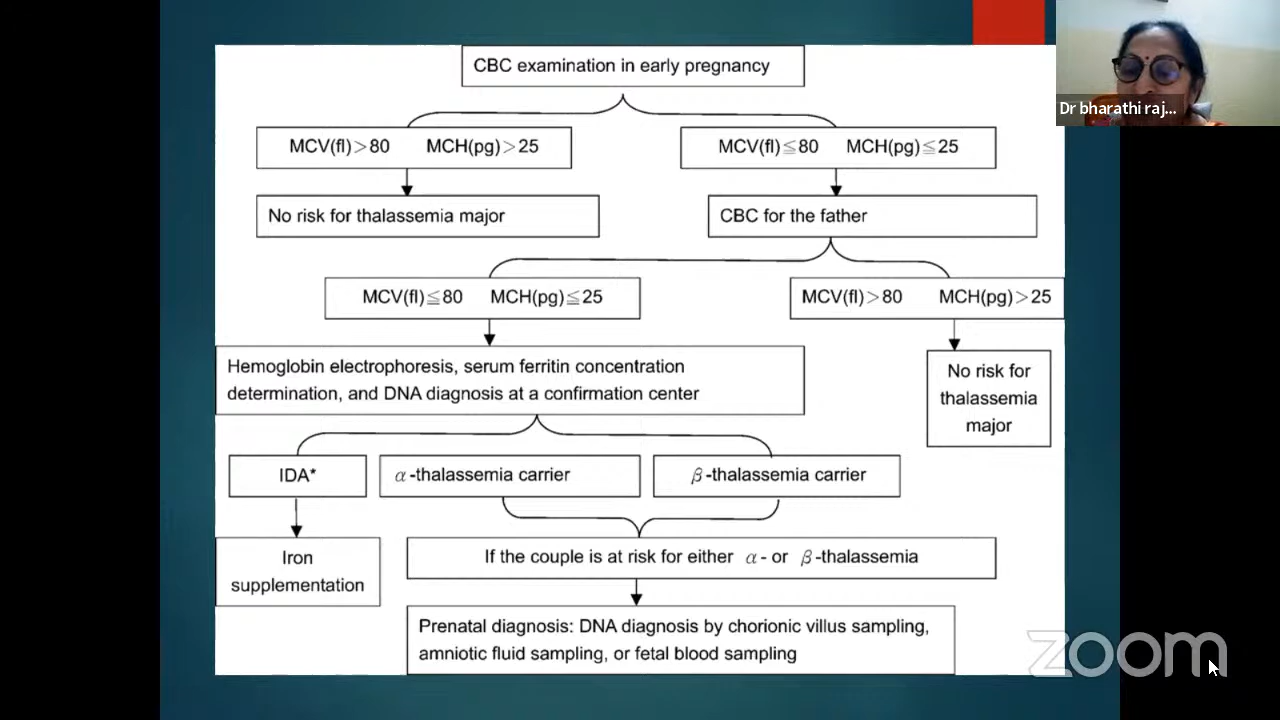 CBC examination in early pregnancy
Dr bharathi raj...
MCV(fl)>80 MCH(pg)>25
MCV(fl)≦80 MCH(pg)≦25
No risk for thalassemia major
CBC for the father
MCV(fl)≦80 MCH(pg)≦25
MCV(fl)>80 MCH(pg)>25
Hemoglobin electrophoresis, serum ferritin concentration
determination, and DNA diagnosis at a confirmation center
No risk for
thalassemia
major
IDA*
α-thalassemia carrier
β-thalassemia carrier
Iron
supplementation
If the couple is at risk for either α- or β-thalassemia
Prenatal diagnosis: DNA diagnosis by chorionic villus sampling,
amniotic fluid sampling, or fetal blood sampling
zoom